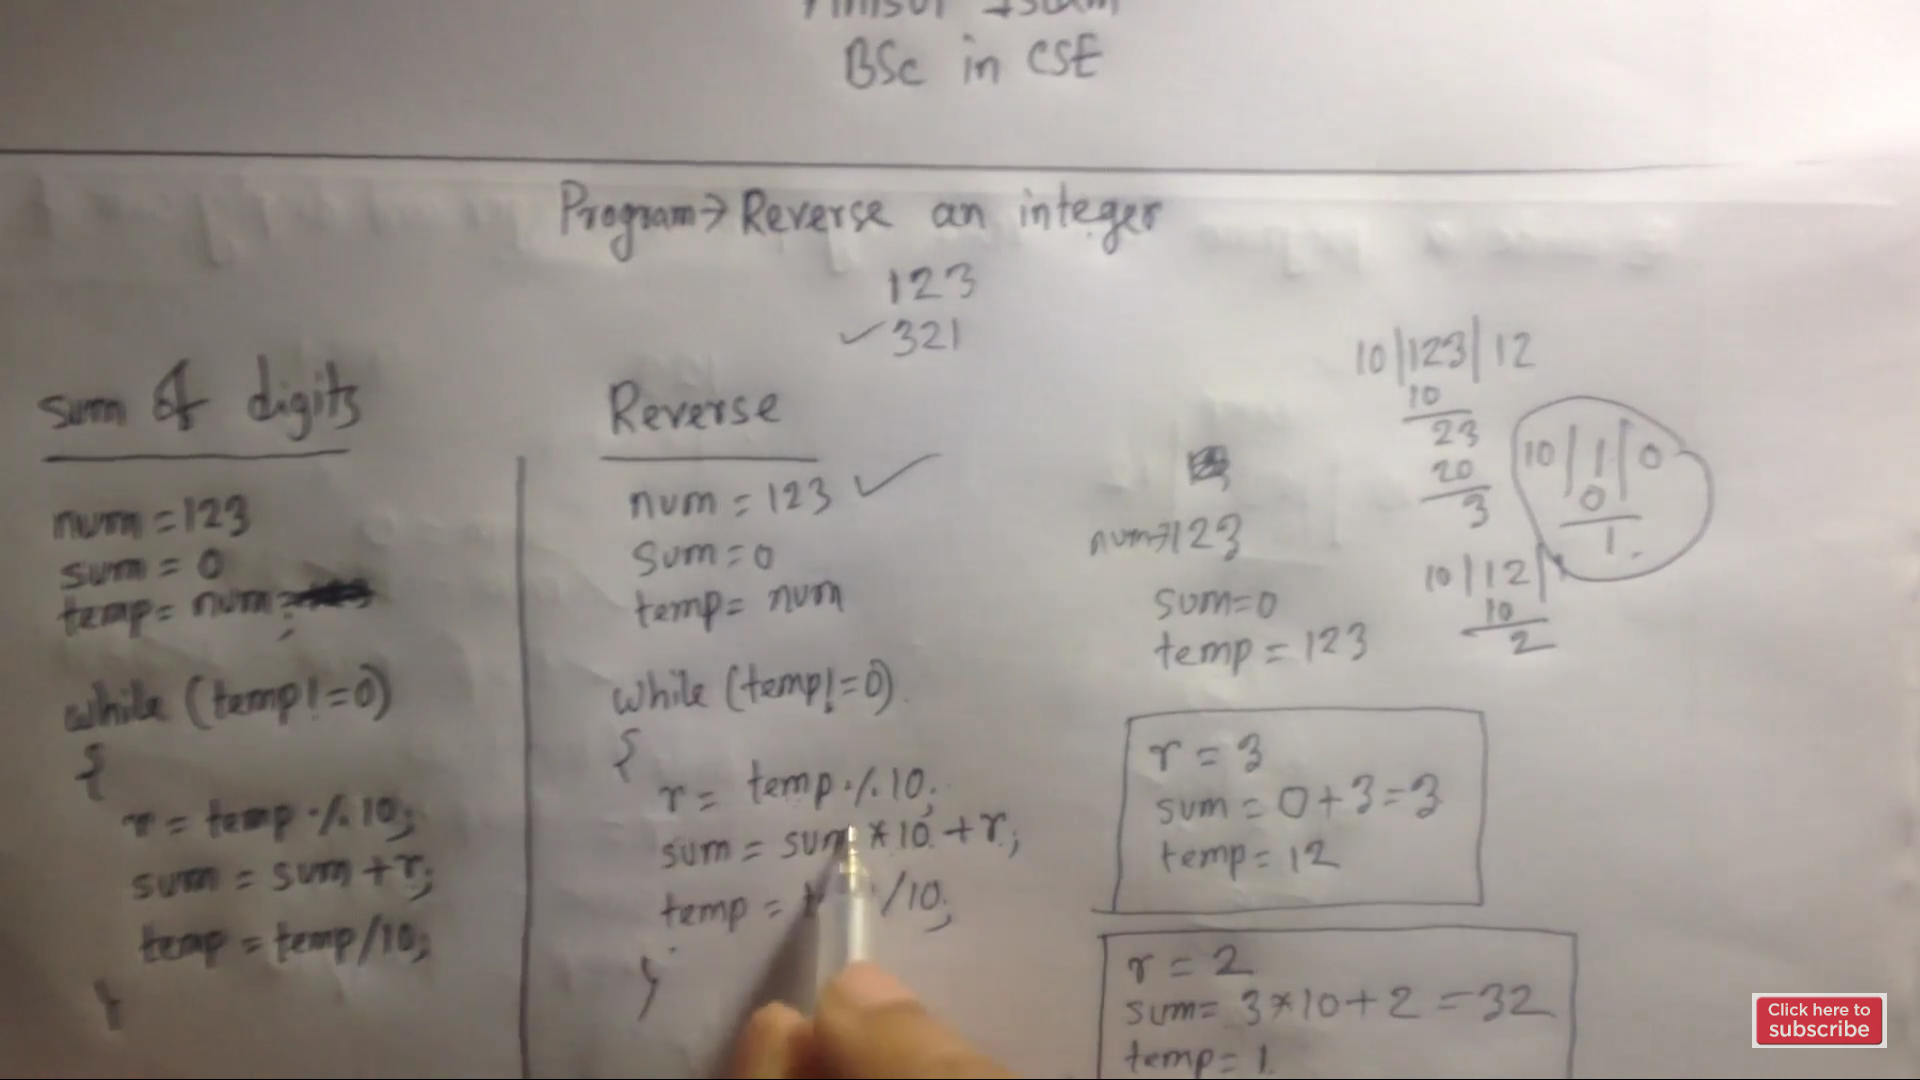 BSc in CSE
Program→ Reverse an integer
123
✓321
sum of digits
num = 123
sum = 0
temp = num;
while (temp! = 0)
{
r = temp % 10;
sum = sum + r;
temp = temp/10;
}
Reverse
num = 123 ✓
sum = 0
temp = num
while (temp! = 0)
{
r = temp % 10;
sum = sum * 10 + r;
temp = /10;
}
num→123
sum=0
temp = 123
10|123|12
10
23
20
3
10|1|0
0
1.
10|12|
10
2
r = 3
sum = 0+3=3
temp = 12
r = 2
sum= 3*10+2 =32
temp= 1.
Click here to
subscribe